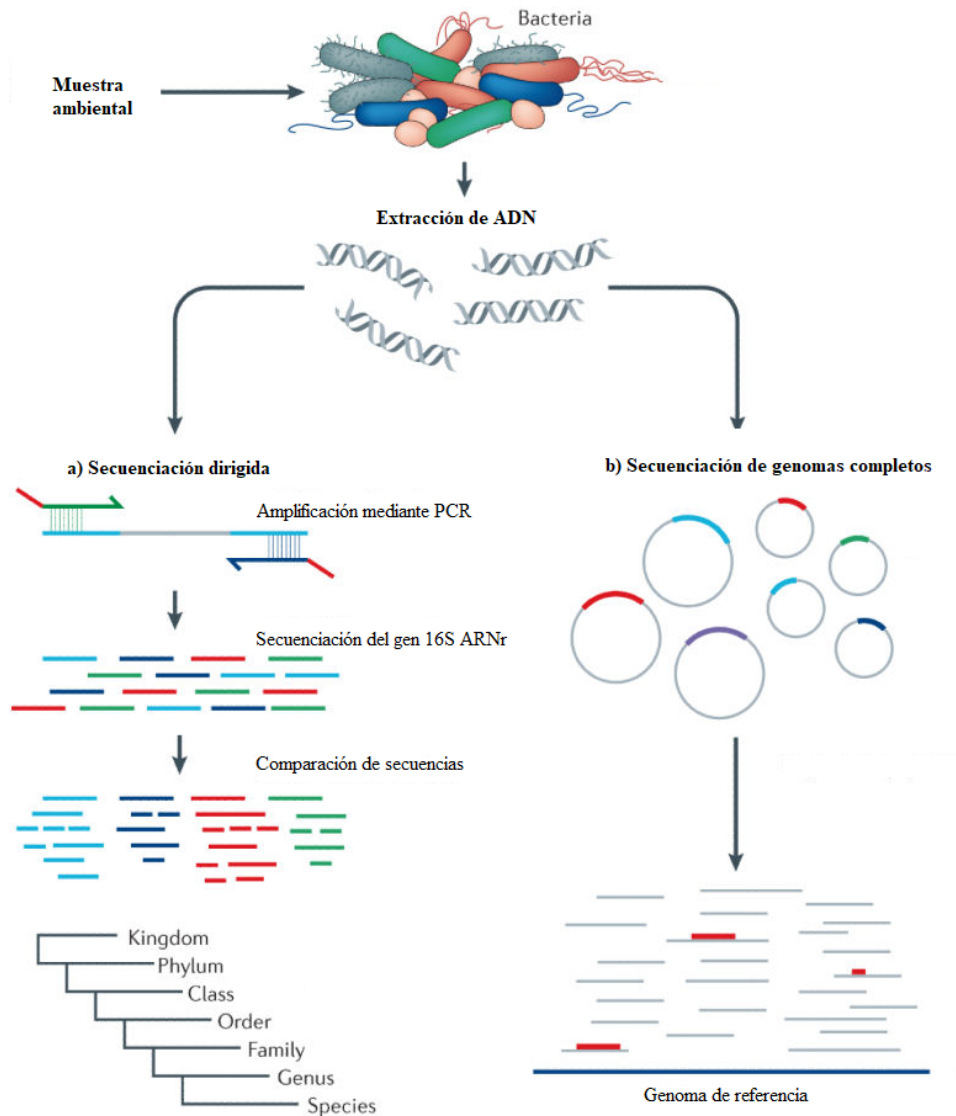 Bacteria
Muestra
ambiental
Extracción de ADN
a) Secuenciación dirigida
Amplificación mediante PCR
Secuenciación del gen 16S ARNr
Comparación de secuencias
Kingdom
Phylum
Class
Order
Family
Genus
Species
b) Secuenciación de genomas completos
Genoma de referencia